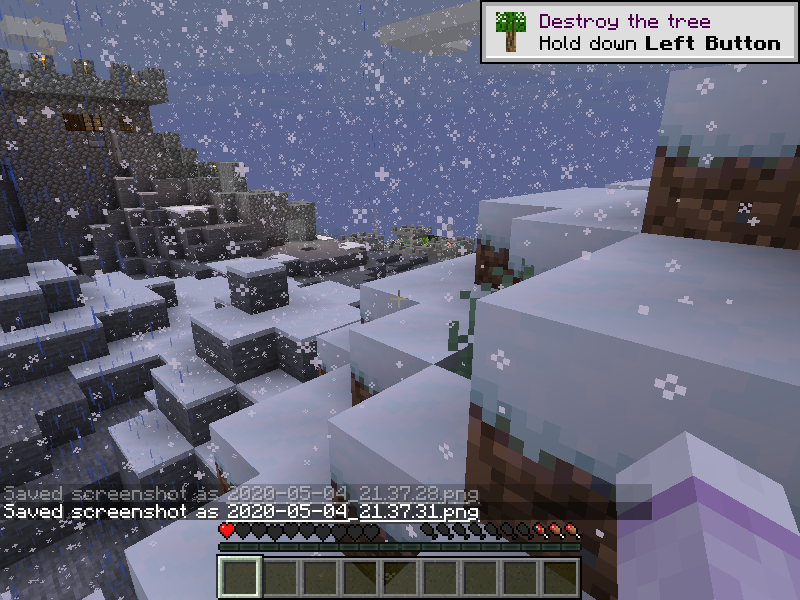 Destroy the tree
Hold down Left Button
Saved screenshot as 2020-05-04_21.37.28.png
Saved screenshot as 2020-05-04_21.37.31.png